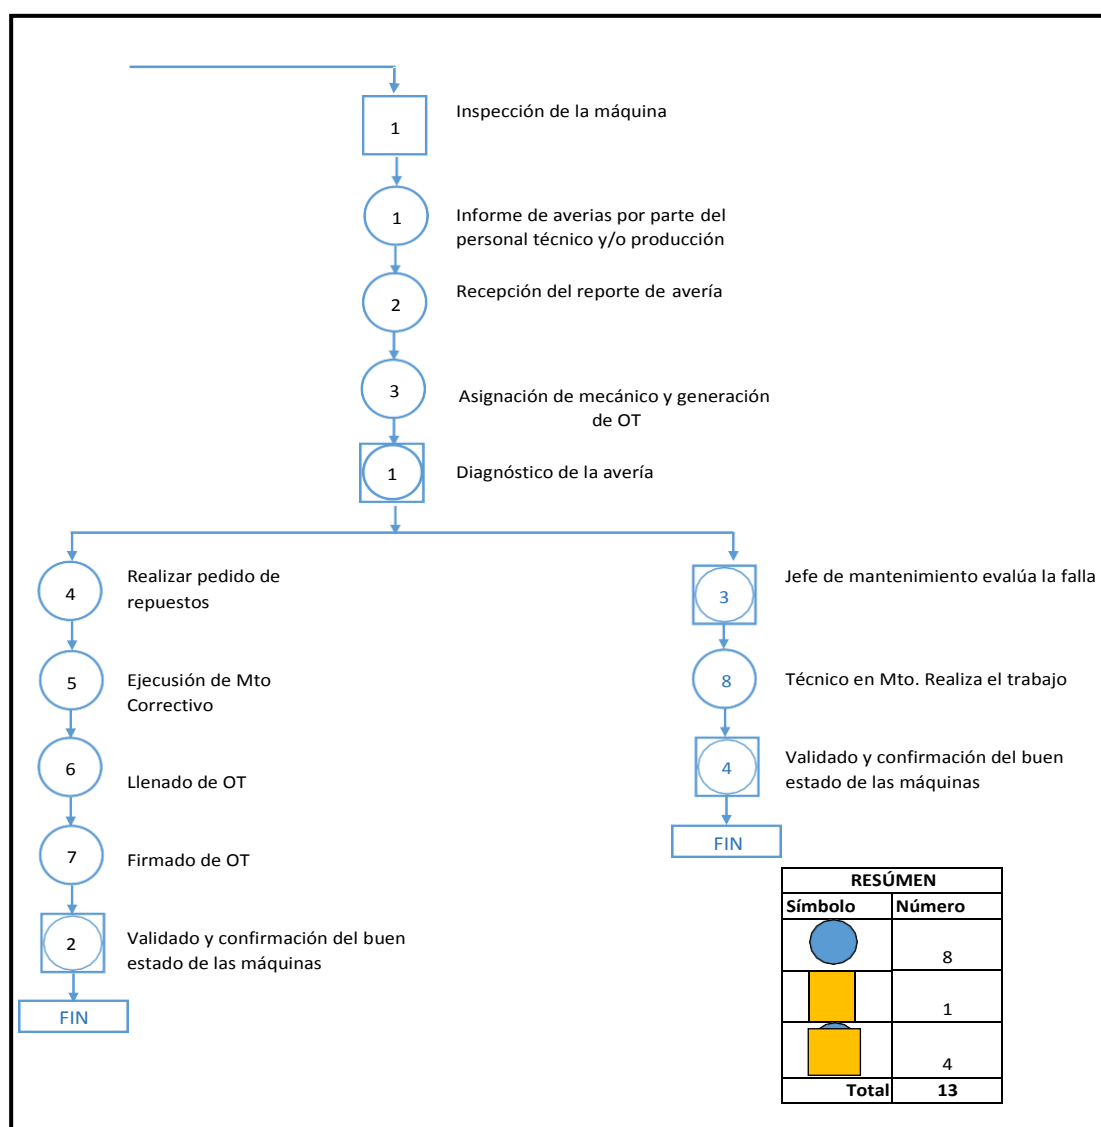 1
Inspección de la máquina
1
Informe de averias por parte del
personal técnico y/o producción
2
Recepción del reporte de avería
3
Asignación de mecánico y generación
de OT
1
Diagnóstico de la avería
4
Realizar pedido de
repuestos
5
Ejecusión de Mto
Correctivo
6
Llenado de OT
7
Firmado de OT
2
Validado y confirmación del buen
estado de las máquinas
FIN
3
Jefe de mantenimiento evalúa la falla
8
Técnico en Mto. Realiza el trabajo
4
Validado y confirmación del buen
estado de las máquinas
FIN
RESÚMEN
Símbolo Número
8
1
4
Total 13